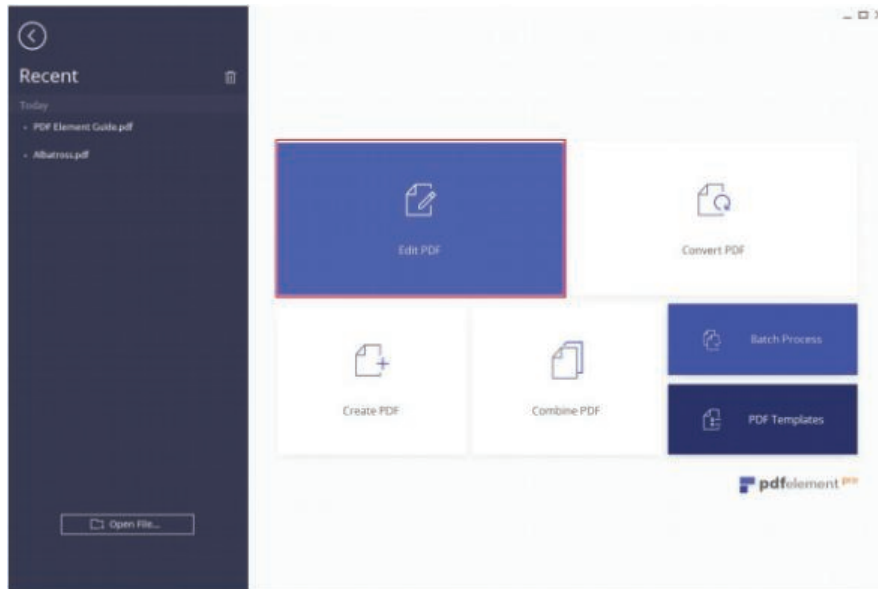 Recent
Today
PDF Element Guide.pdf
Albatross.pdf
Open File...
Edit PDF
Convert PDF
Create PDF
Combine PDF
Batch Process
PDF Templates
pdfelement pro